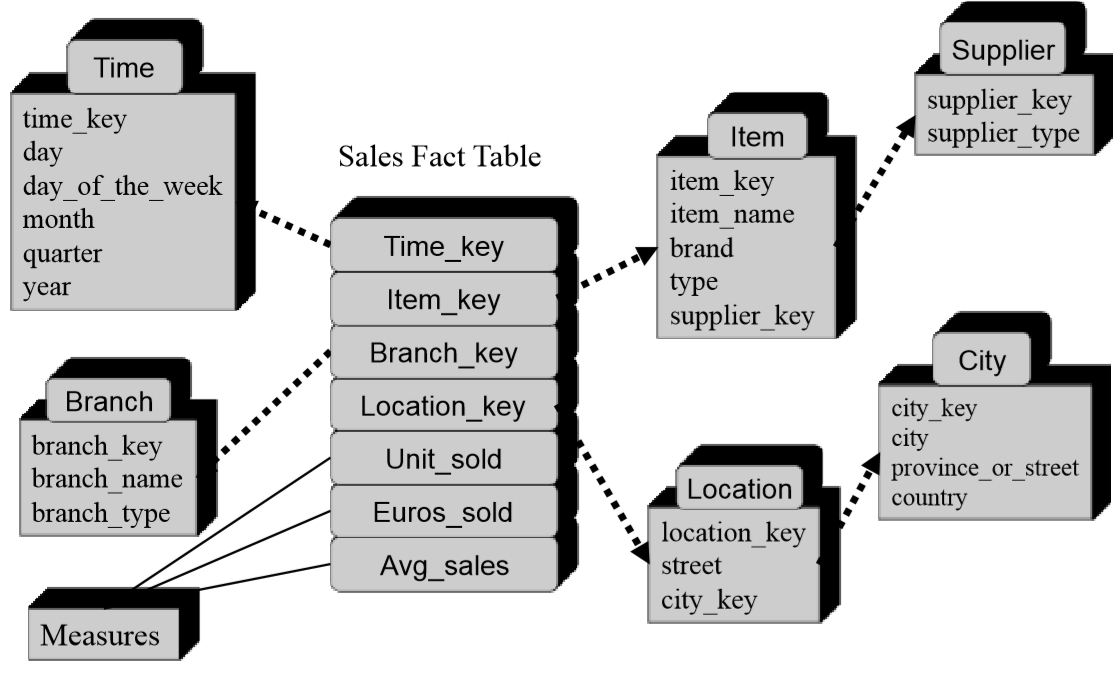 Time
time_key
day
day_of_the_week
month
quarter
year
Branch
branch_key
branch_name
branch_type
Measures
Sales Fact Table
Time_key
Item_key
Branch_key
Location_key
Unit_sold
Euros_sold
Avg_sales
Item
item_key
item_name
brand
type
supplier_key
Location
location_key
street
city_key
Supplier
supplier_key
supplier_type
City
city_key
city
province_or_street
country